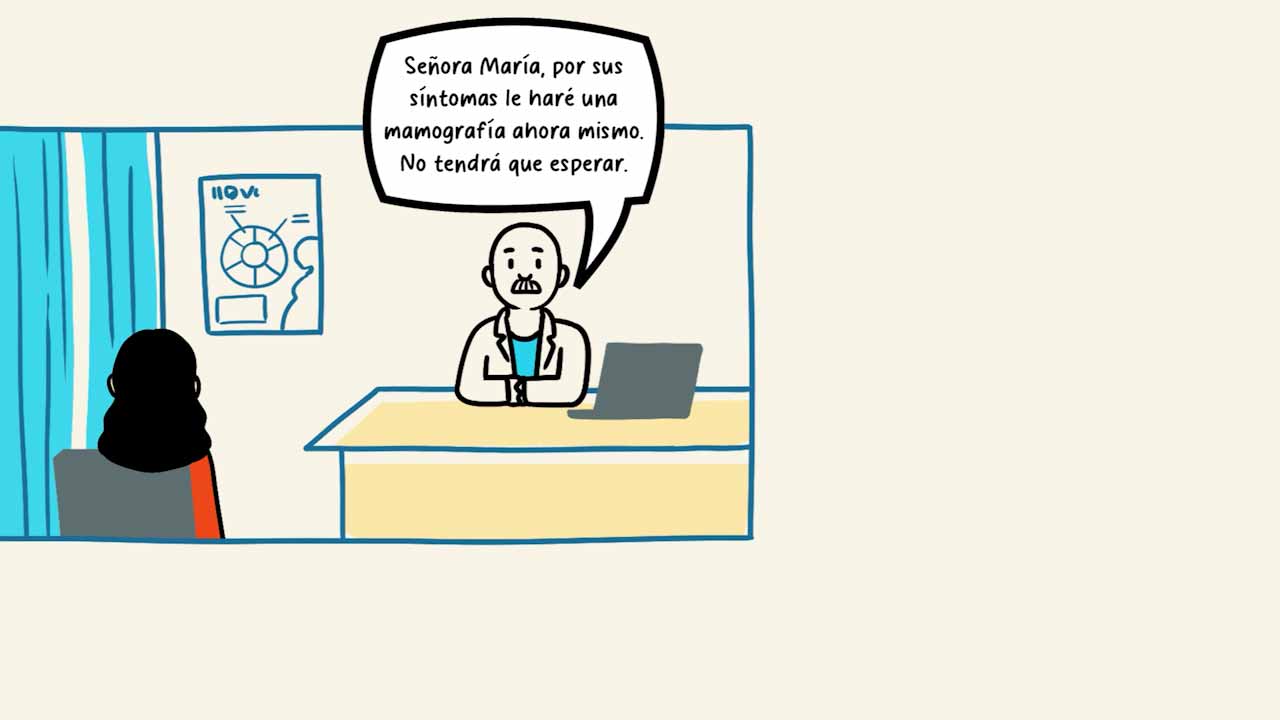 Señora María, por sus
síntomas le haré una
mamografía ahora mismo.
No tendrá que esperar.